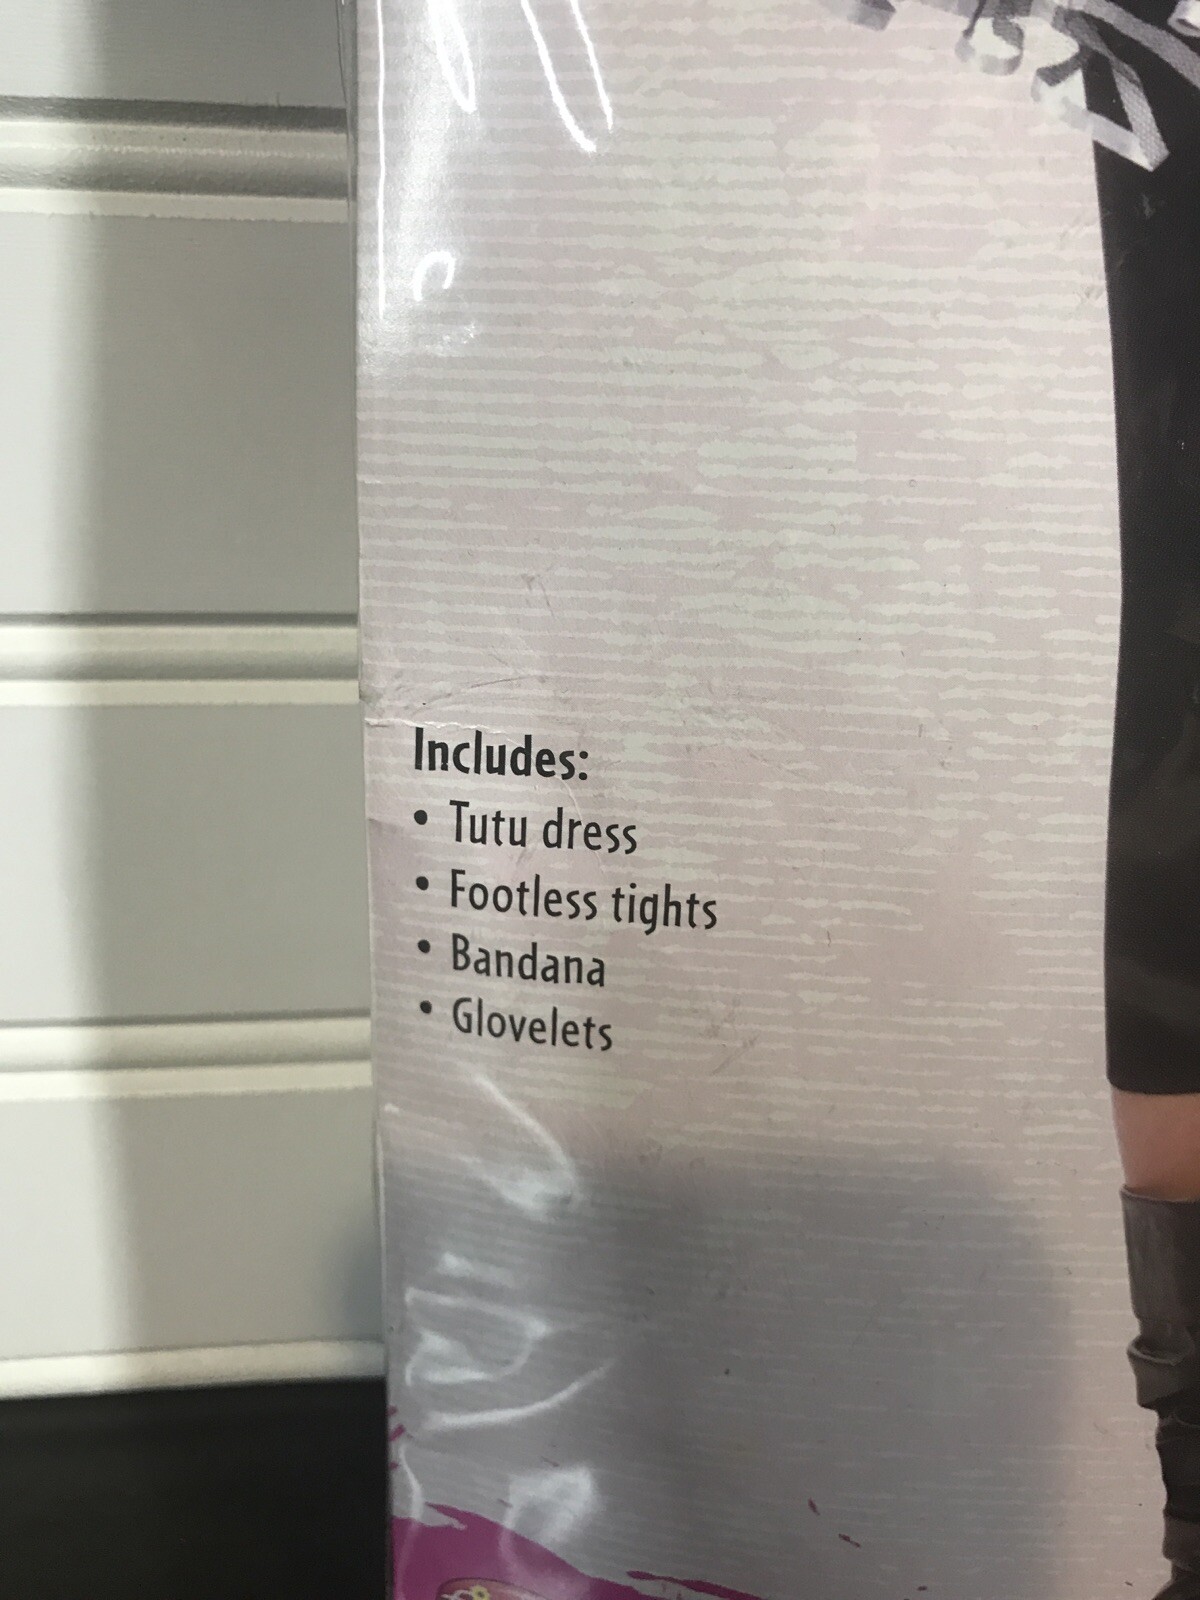 Includes:
• Tutu dress
• Footless tights
• Bandana
• Glovelets